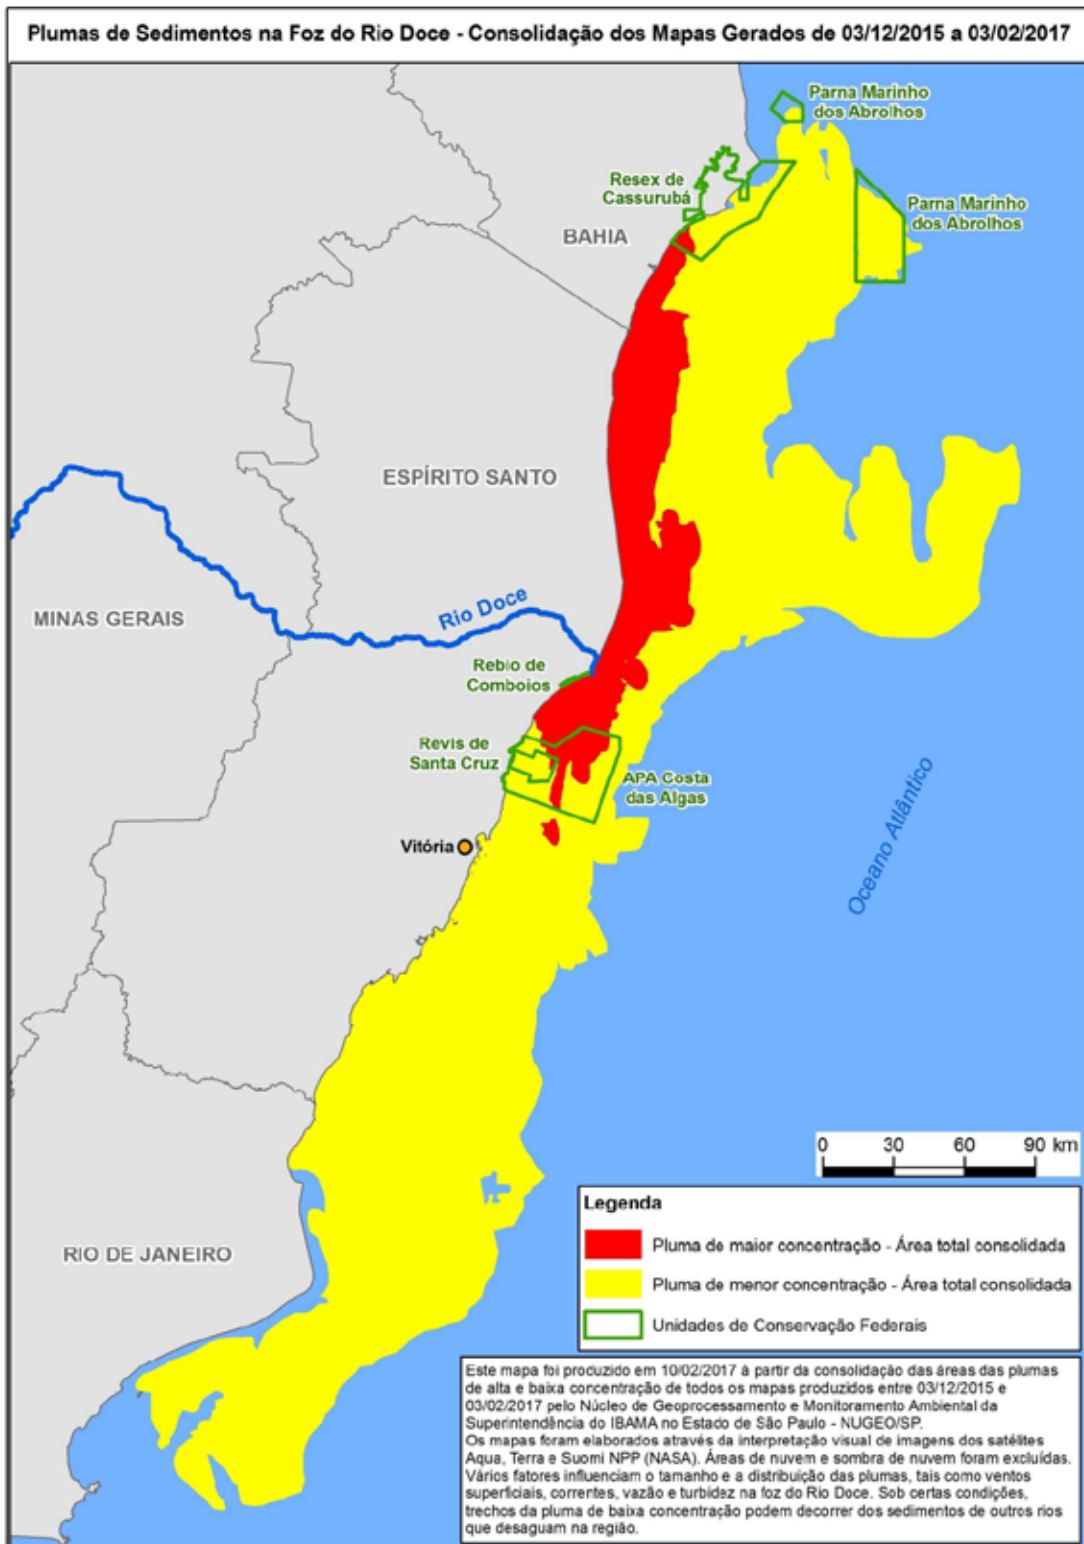 Plumas de Sedimentos na Foz do Rio Doce - Consolidação dos Mapas Gerados de 03/12/2015 a 03/02/2017
Parna Marinho
dos Abrolhos
Resex de
Cassurubá
Parna Marinho
dos Abrolhos
BAHIA
ESPÍRITO SANTO
MINAS GERAIS
Rio Doce
Rebio de
Comboios
Revis de
Santa Cruz
APA Costa
das Algas
Vitória
Oceano Atlântico
0 30 60 90 km
RIO DE JANEIRO
Legenda
Pluma de maior concentração - Área total consolidada
Pluma de menor concentração - Área total consolidada
Unidades de Conservação Federais
Este mapa foi produzido em 10/02/2017 à partir da consolidação das áreas das plumas
de alta e baixa concentração de todos os mapas produzidos entre 03/12/2015 e
03/02/2017 pelo Núcleo de Geoprocessamento e Monitoramento Ambiental da
Superintendência do IBAMA no Estado de São Paulo - NUGEO/SP.
Os mapas foram elaborados através da interpretação visual de imagens dos satélites
Aqua, Terra e Suomi NPP (NASA). Áreas de nuvem e sombra de nuvem foram excluídas.
Vários fatores influenciam o tamanho e a distribuição das plumas, tais como ventos
superficiais, correntes, vazão e turbidez na foz do Rio Doce. Sob certas condições,
trechos da pluma de baixa concentração podem decorrer dos sedimentos de outros rios
que desaguam na região.